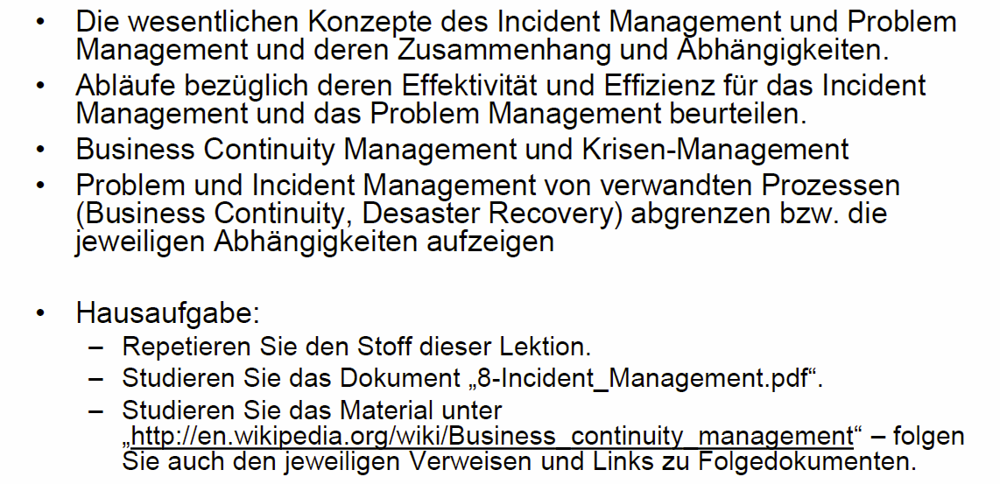 • Die wesentlichen Konzepte des Incident Management und Problem
Management und deren Zusammenhang und Abhängigkeiten.
• Abläufe bezüglich deren Effektivität und Effizienz für das Incident
Management und das Problem Management beurteilen.
• Business Continuity Management und Krisen-Management
• Problem und Incident Management von verwandten Prozessen
(Business Continuity, Desaster Recovery) abgrenzen bzw. die
jeweiligen Abhängigkeiten aufzeigen
• Hausaufgabe:
– Repetieren Sie den Stoff dieser Lektion.
– Studieren Sie das Dokument „8-Incident_Management.pdf“.
– Studieren Sie das Material unter
„http://en.wikipedia.org/wiki/Business_continuity_management“ – folgen
Sie auch den jeweiligen Verweisen und Links zu Folgedokumenten.